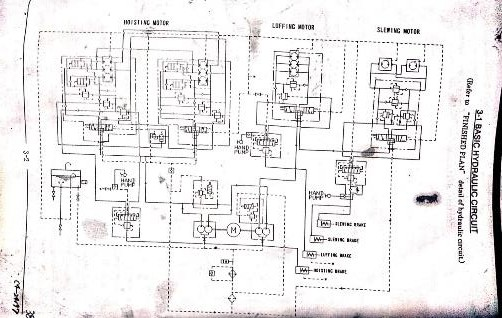 3-1 BASIC HYDRAULIC CIRCUIT
(Refer to "FINISHED PLAN" detail of hydraulic circuit.)
HOISTING MOTOR
LUFFING MOTOR
SLEWING MOTOR
HAND
PUMP
HAND
PUMP
HAND
PUMP
M
SLEWING BRAKE
SLEWING BRAKE
LUFFING BRAKE
HOISTING BRAKE
3-2